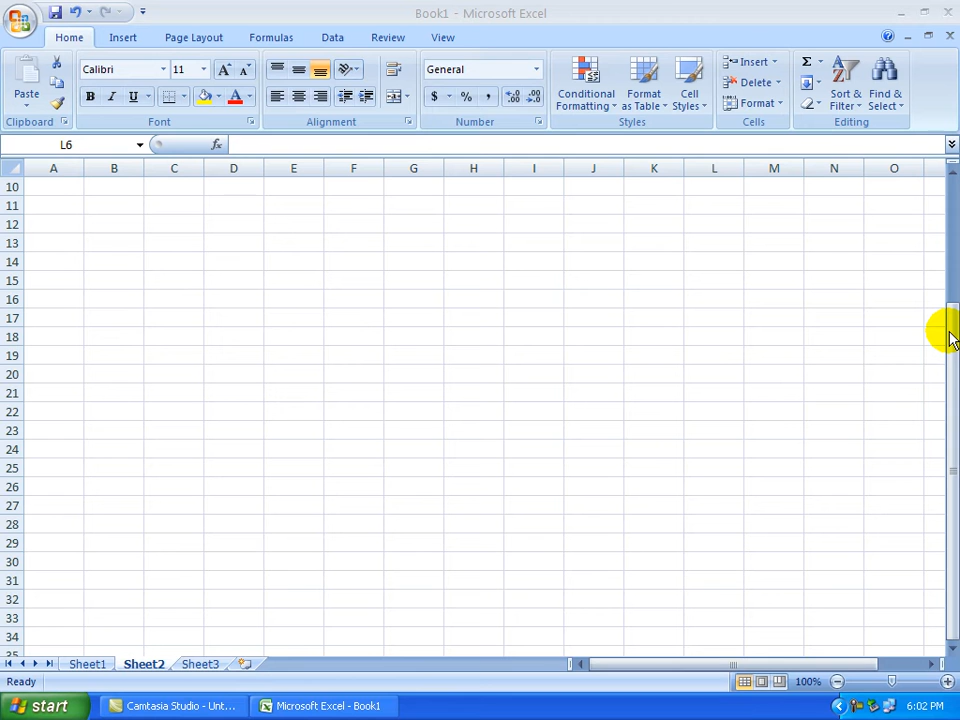 Book1 - Microsoft Excel
Home Insert Page Layout Formulas Data Review View
Paste
Clipboard
Calibri 11
B I U A
Font
Alignment
General
$ % , .00
Number
Conditional Formatting
Format as Table
Cell Styles
Styles
Insert
Delete
Format
Cells
Σ
Sort & Filter
Find & Select
Editing
L6 fx
A B C D E F G H I J K L M N O
10
11
12
13
14
15
16
17
18
19
20
21
22
23
24
25
26
27
28
29
30
31
32
33
34
35
Sheet1 Sheet2 Sheet3
Ready 100%
start Camtasia Studio - Unt... Microsoft Excel - Book1 6:02 PM